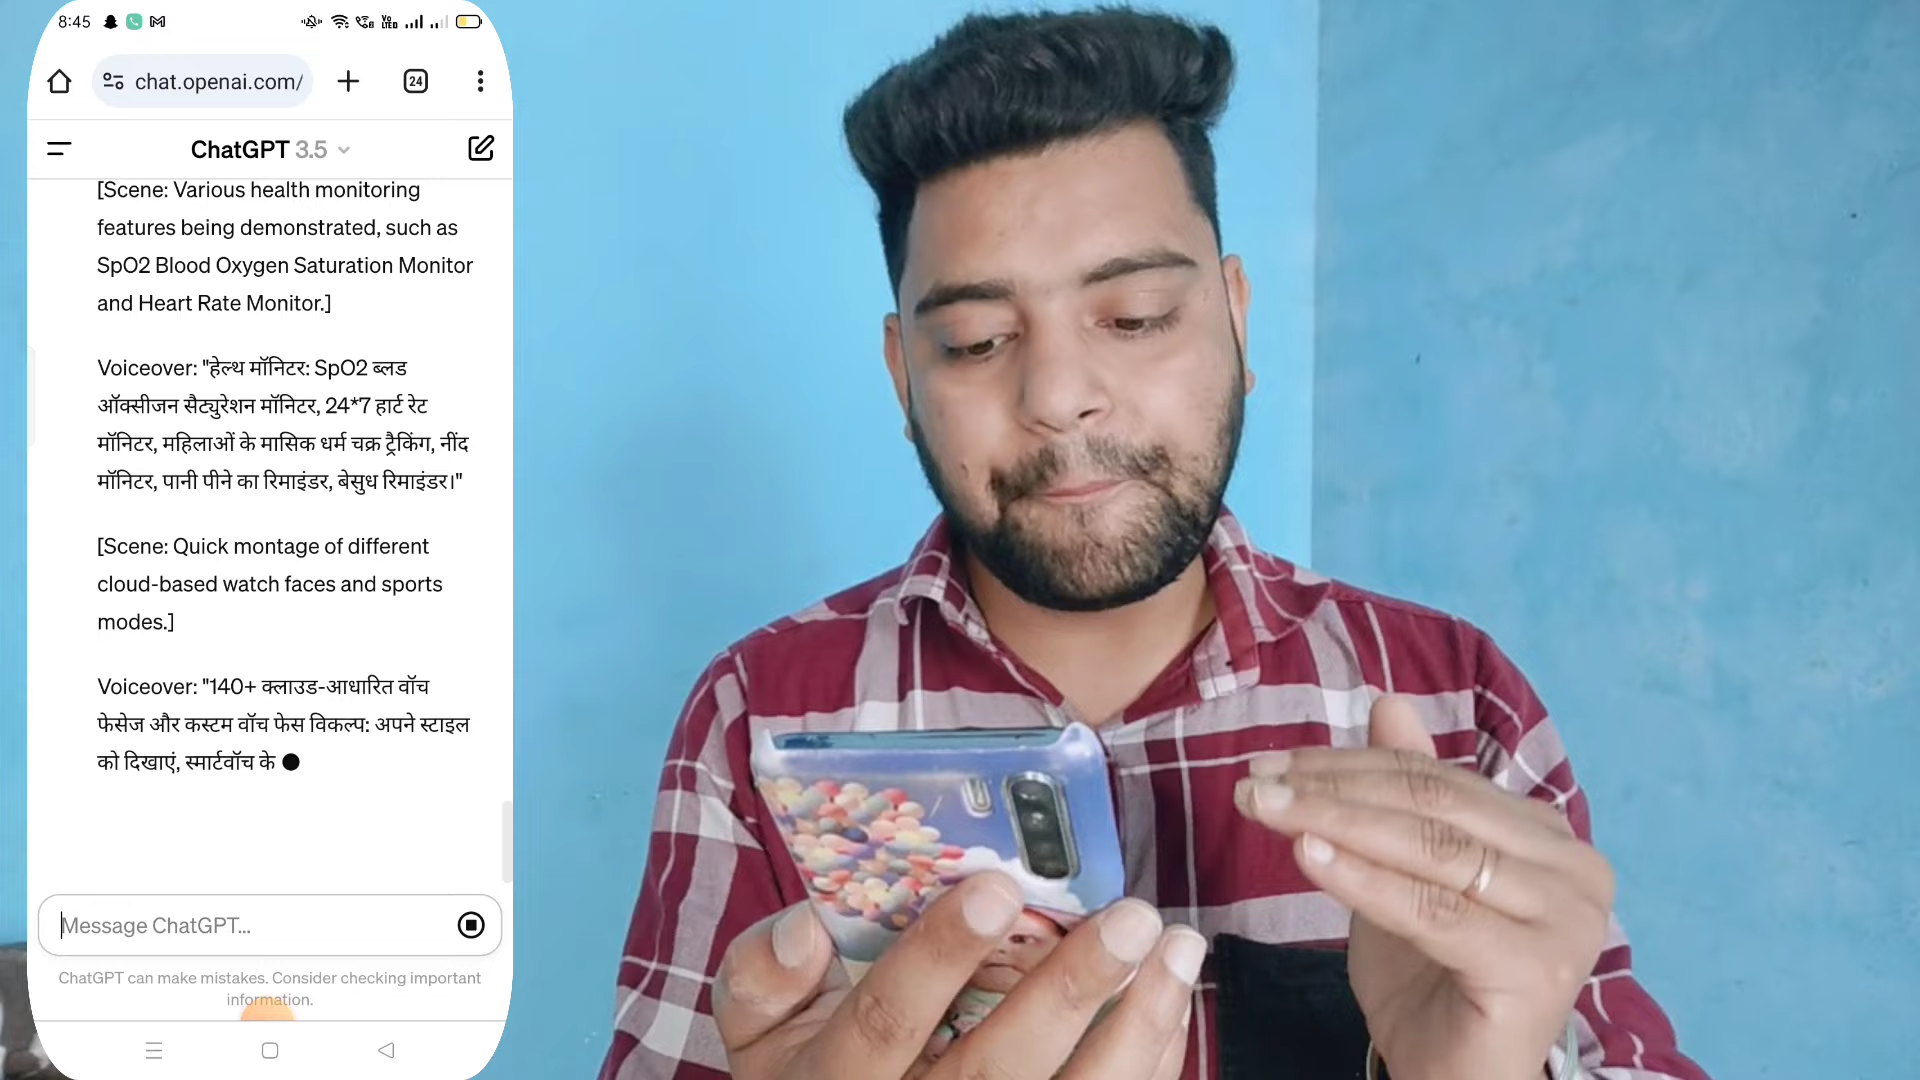 8:45
Vo
LTE
chat.openai.com/
24
ChatGPT 3.5
[Scene: Various health monitoring
features being demonstrated, such as
SpO2 Blood Oxygen Saturation Monitor
and Heart Rate Monitor.]
Voiceover: "हेल्थ मॉनिटर: SpO2 ब्लड
ऑक्सीजन सैट्युरेशन मॉनिटर, 24*7 हार्ट रेट
मॉनिटर, महिलाओं के मासिक धर्म चक्र ट्रैकिंग, नींद
मॉनिटर, पानी पीने का रिमाइंडर, बेसुध रिमाइंडर।"
[Scene: Quick montage of different
cloud-based watch faces and sports
modes.]
Voiceover: "140+ क्लाउड-आधारित वॉच
फेसेज और कस्टम वॉच फेस विकल्प: अपने स्टाइल
को दिखाएं, स्मार्टवॉच के
Message ChatGPT...
ChatGPT can make mistakes. Consider checking important
information.